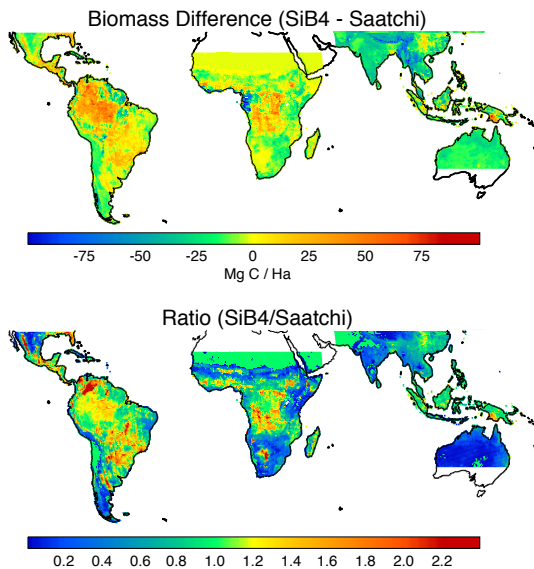 Biomass Difference (SiB4 - Saatchi)
-75 -50 -25 0 25 50 75
Mg C / Ha
Ratio (SiB4/Saatchi)
0.2 0.4 0.6 0.8 1.0 1.2 1.4 1.6 1.8 2.0 2.2